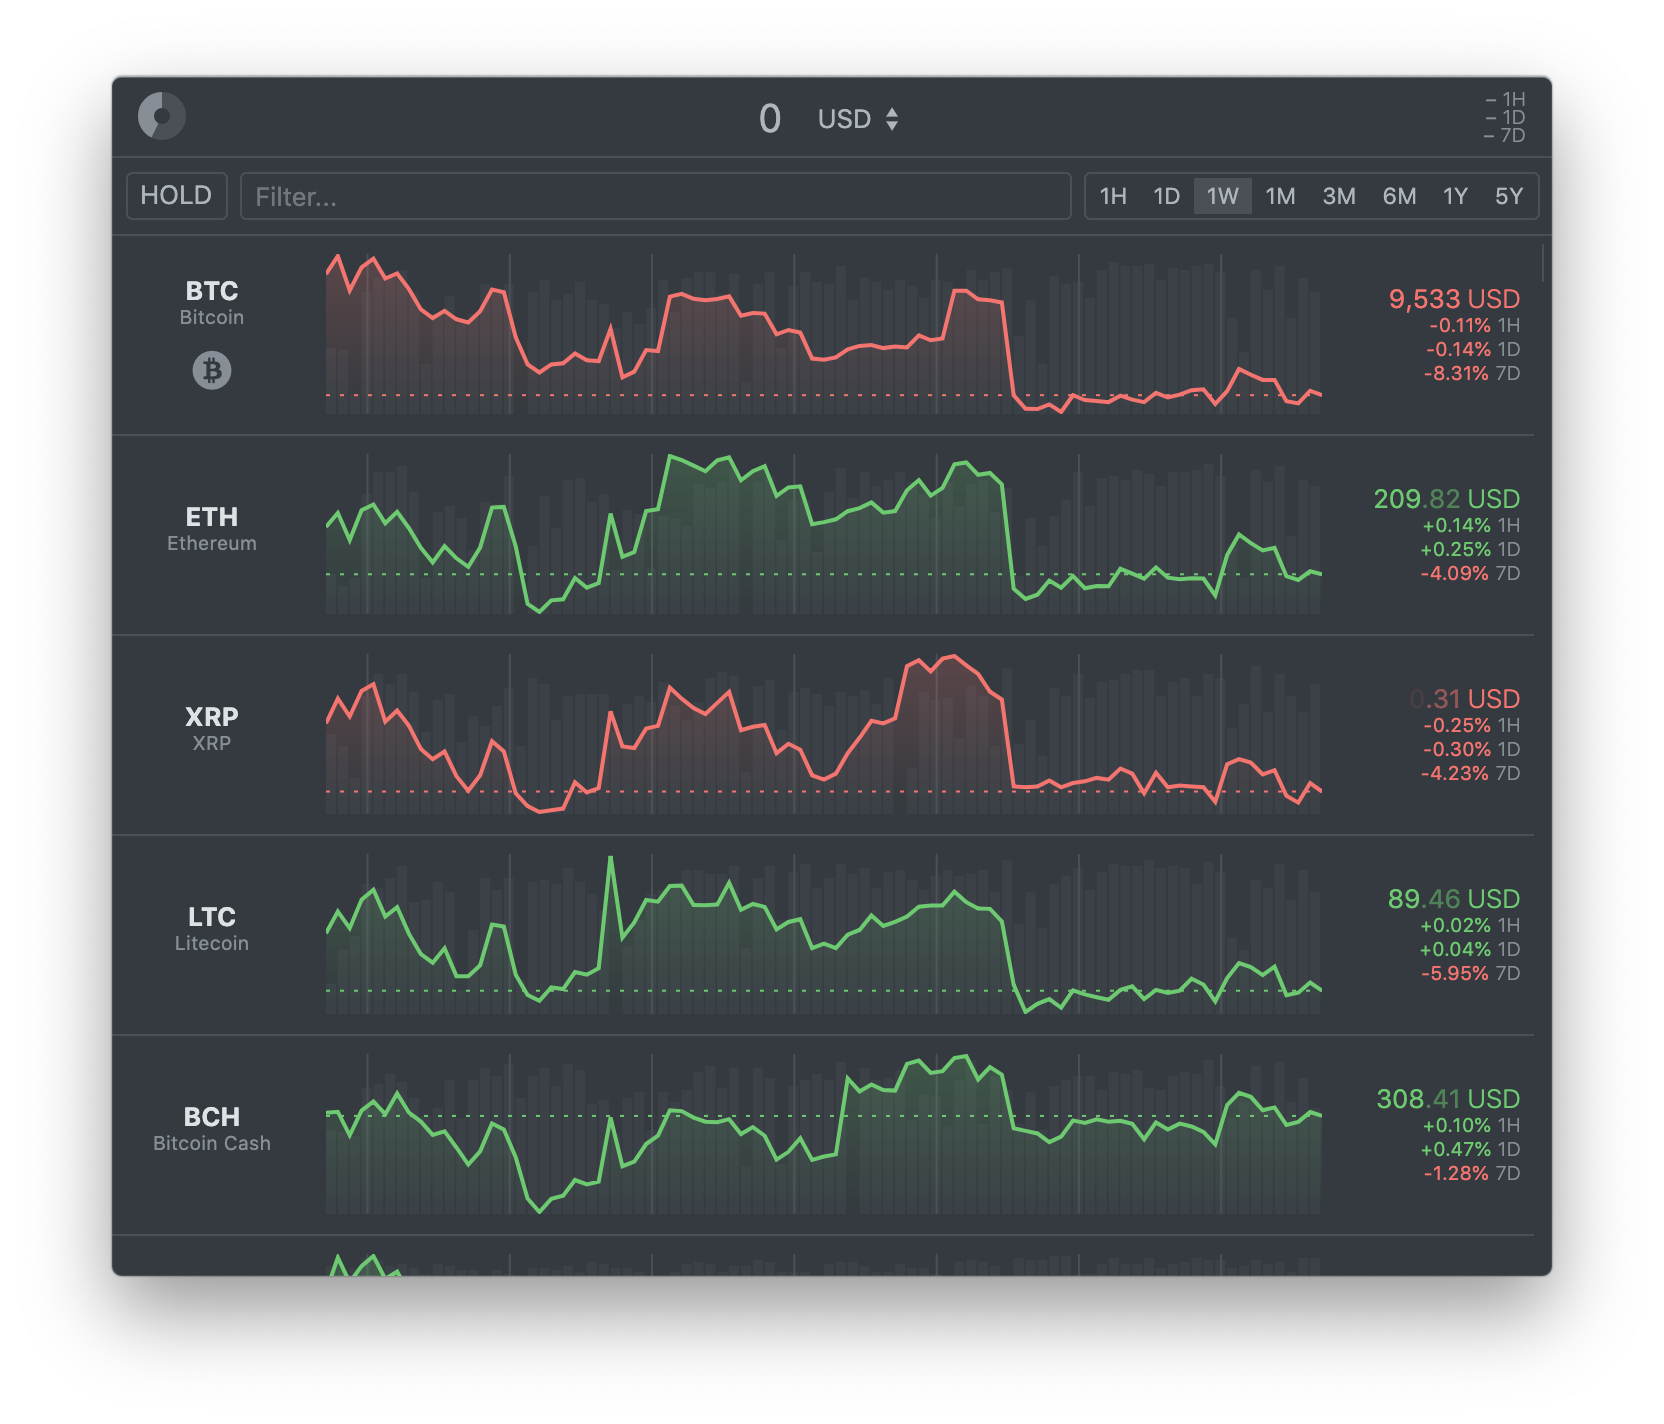 0 USD
– 1H
– 1D
– 7D
HOLD
Filter...
1H 1D 1W 1M 3M 6M 1Y 5Y
BTC
Bitcoin
9,533 USD
-0.11% 1H
-0.14% 1D
-8.31% 7D
ETH
Ethereum
209.82 USD
+0.14% 1H
+0.25% 1D
-4.09% 7D
XRP
XRP
0.31 USD
-0.25% 1H
-0.30% 1D
-4.23% 7D
LTC
Litecoin
89.46 USD
+0.02% 1H
+0.04% 1D
-5.95% 7D
BCH
Bitcoin Cash
308.41 USD
+0.10% 1H
+0.47% 1D
-1.28% 7D